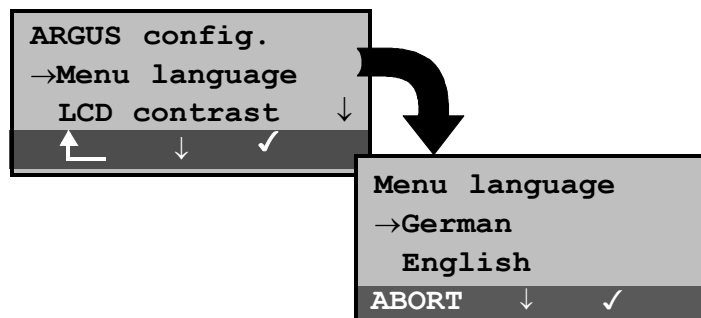 ARGUS config.
→Menu language
LCD contrast ↓
↓ ✓
Menu language
→German
English
ABORT ↓ ✓